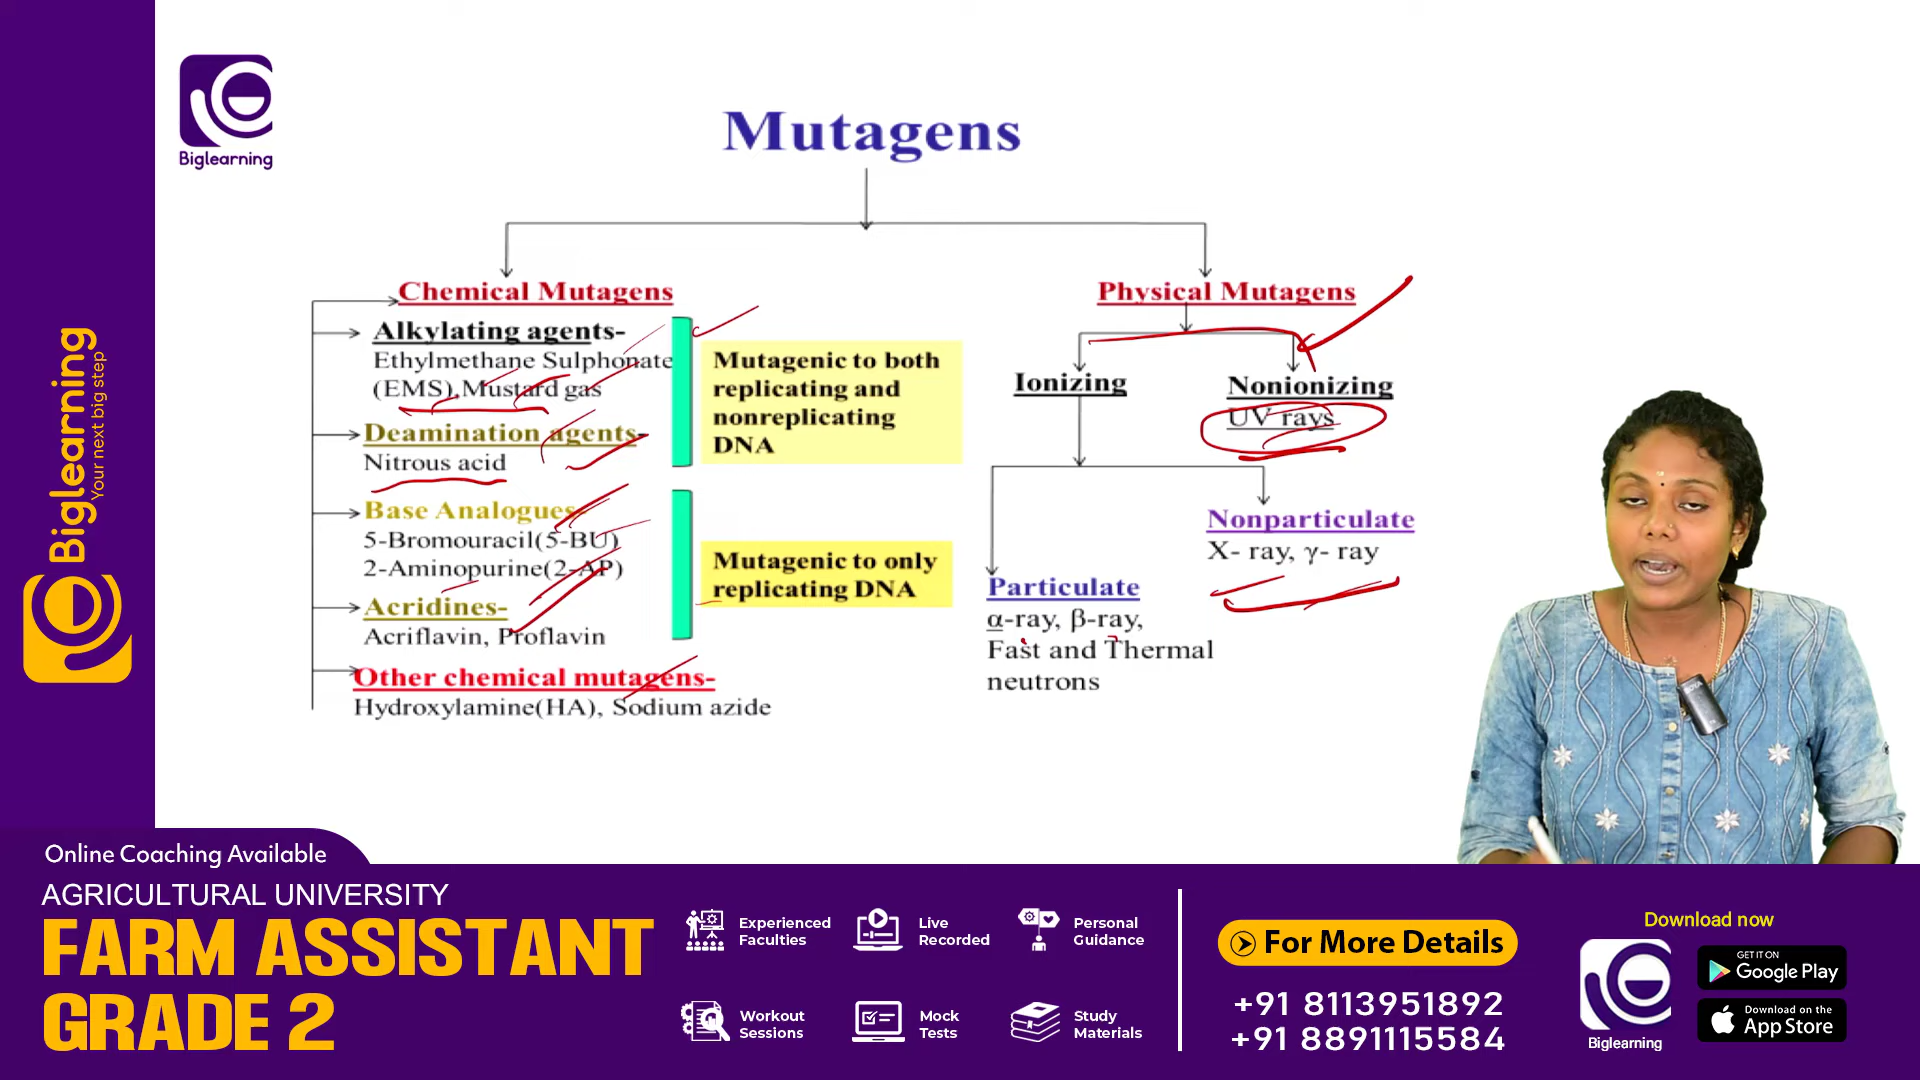 Biglearning
Mutagens
Chemical Mutagens
Alkylating agents-
Ethylmethane Sulphonate
(EMS),Mustard gas
Deamination agents-
Nitrous acid
Base Analogues-
5-Bromouracil(5-BU)
2-Aminopurine(2-AP)
Acridines-
Acriflavin, Proflavin
Other chemical mutagens-
Hydroxylamine(HA), Sodium azide
Mutagenic to both
replicating and
nonreplicating
DNA
Mutagenic to only
replicating DNA
Physical Mutagens
Ionizing
Nonionizing
UV rays
Nonparticulate
X- ray, γ- ray
Particulate
α-ray, β-ray,
Fast and Thermal
neutrons
Biglearning
Your next big step
Online Coaching Available
AGRICULTURAL UNIVERSITY
FARM ASSISTANT
GRADE 2
Experienced
Faculties
Live
Recorded
Personal
Guidance
Workout
Sessions
Mock
Tests
Study
Materials
For More Details
+91 8113951892
+91 8891115584
Download now
Biglearning
GET IT ON
Google Play
Download on the
App Store